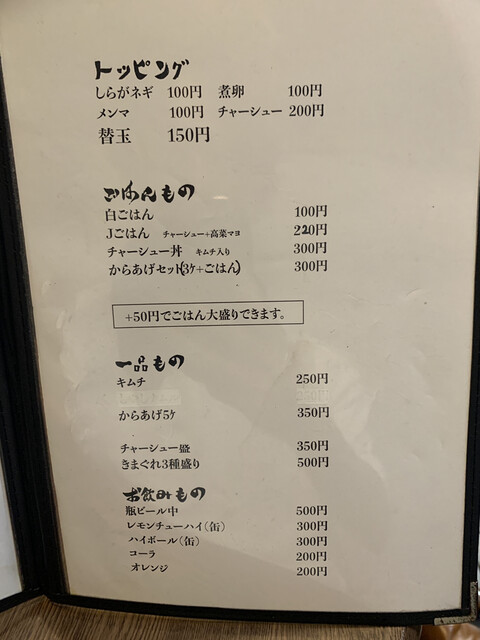 トッピング
しらがネギ 100円 煮卵 100円
メンマ 100円 チャーシュー 200円
替玉 150円
ごはんもの
白ごはん 100円
Jごはん チャーシュー+高菜マヨ 220円
チャーシュー丼 キムチ入り 300円
からあげセット(3ケ+ごはん) 300円
+50円でごはん大盛りできます。
一品もの
キムチ 250円
からあげ5ケ 350円
チャーシュー盛 350円
きまぐれ3種盛り 500円
お飲みもの
瓶ビール中 500円
レモンチューハイ(缶) 300円
ハイボール(缶) 300円
コーラ 200円
オレンジ 200円